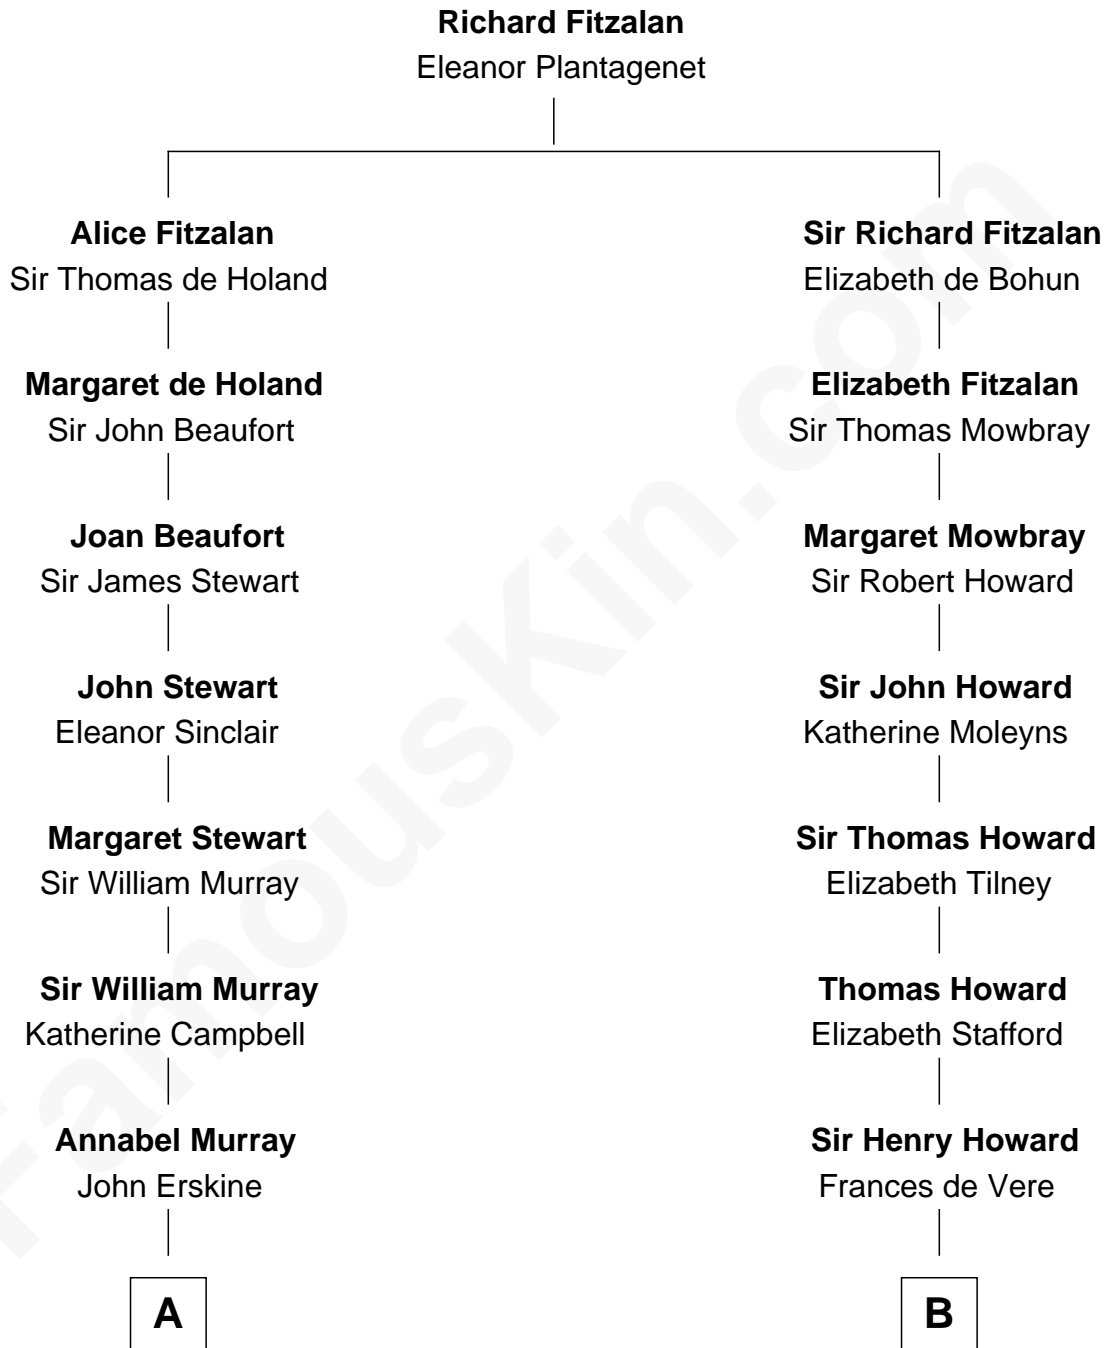 Richard Fitzalan
Eleanor Plantagenet
Alice Fitzalan
Sir Thomas de Holand
Sir Richard Fitzalan
Elizabeth de Bohun
Margaret de Holand
Sir John Beaufort
Elizabeth Fitzalan
Sir Thomas Mowbray
Joan Beaufort
Sir James Stewart
Margaret Mowbray
Sir Robert Howard
John Stewart
Eleanor Sinclair
Sir John Howard
Katherine Moleyns
Margaret Stewart
Sir William Murray
Sir Thomas Howard
Elizabeth Tilney
Sir William Murray
Katherine Campbell
Thomas Howard
Elizabeth Stafford
Annabel Murray
John Erskine
Sir Henry Howard
Frances de Vere
A
B
FamousKin.com